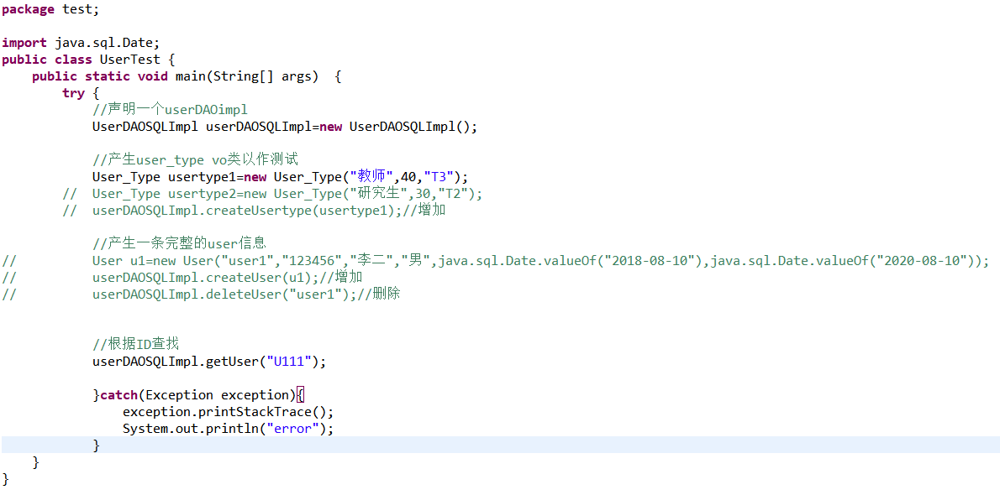 package test;
import java.sql.Date;
public class UserTest {
public static void main(String[] args)  {
try {
//声明一个userDAOimpl
UserDAOSQLImpl userDAOSQLImpl=new UserDAOSQLImpl();
//产生user_type vo类以作测试
User_Type usertype1=new User_Type("教师",40,"T3");
//  User_Type usertype2=new User_Type("研究生",30,"T2");
//  userDAOSQLImpl.createUsertype(usertype1);//增加
//产生一条完整的user信息
//          User u1=new User("user1","123456","李二","男",java.sql.Date.valueOf("2018-08-10"),java.sql.Date.valueOf("2020-08-10"));
//          userDAOSQLImpl.createUser(u1);//增加
//          userDAOSQLImpl.deleteUser("user1");//删除
//根据ID查找
userDAOSQLImpl.getUser("U111");
}catch(Exception exception){
exception.printStackTrace();
System.out.println("error");
}
}
}